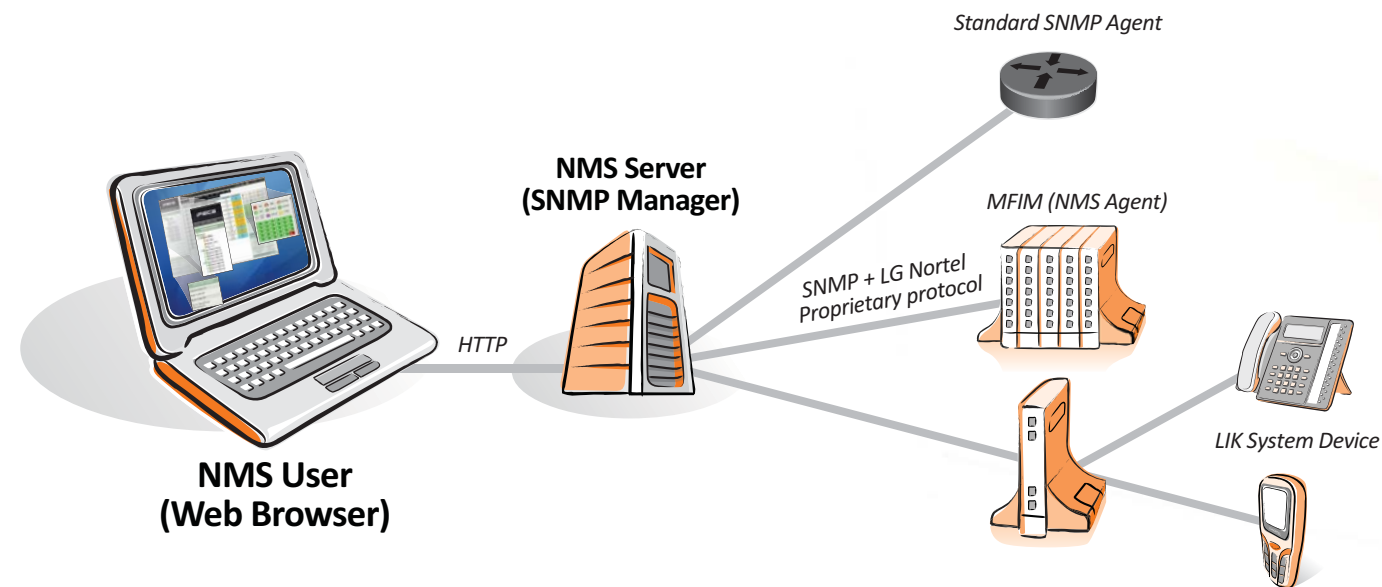 Standard SNMP Agent
NMS Server
(SNMP Manager)
MFIM (NMS Agent)
SNMP + LG Nortel
Proprietary protocol
HTTP
LIK System Device
NMS User
(Web Browser)